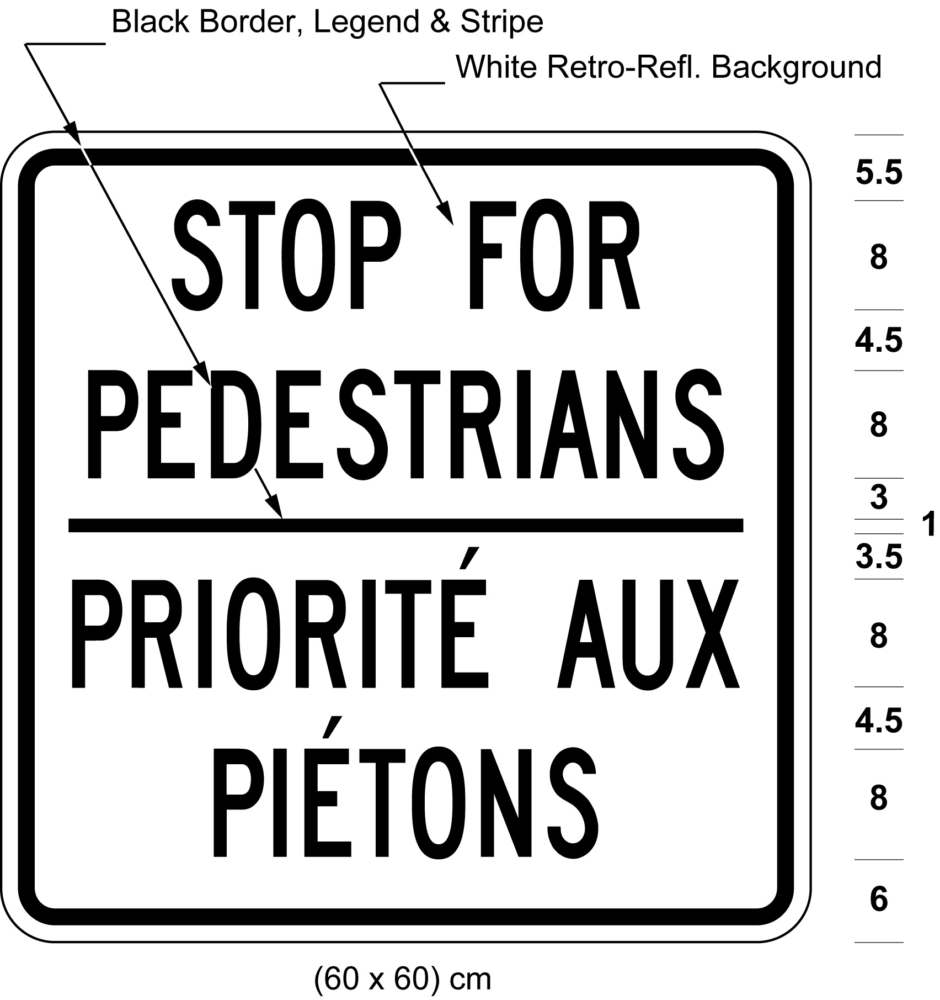 Black Border, Legend & Stripe
White Retro-Refl. Background
5.5
STOP FOR
8
4.5
PEDESTRIANS
8
3
1
3.5
PRIORITÉ AUX
8
4.5
PIÉTONS
8
6
(60 x 60) cm